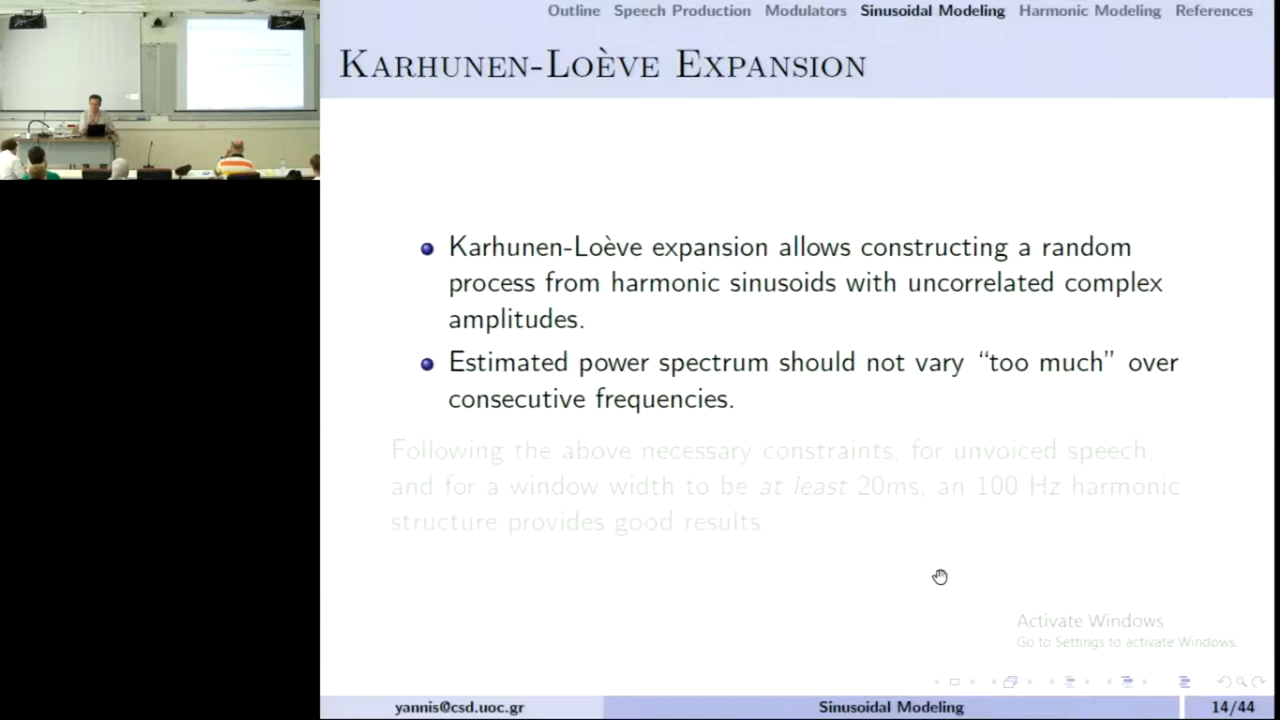 Outline Speech Production Modulators Sinusoidal Modeling Harmonic Modeling References
Karhunen-Loève Expansion
Karhunen-Loève expansion allows constructing a random
process from harmonic sinusoids with uncorrelated complex
amplitudes.
Estimated power spectrum should not vary “too much” over
consecutive frequencies.
Following the above necessary constraints, for unvoiced speech,
and for a window width to be at least 20ms, an 100 Hz harmonic
structure provides good results.
Activate Windows
Go to Settings to activate Windows.
yannis@csd.uoc.gr Sinusoidal Modeling 14/44